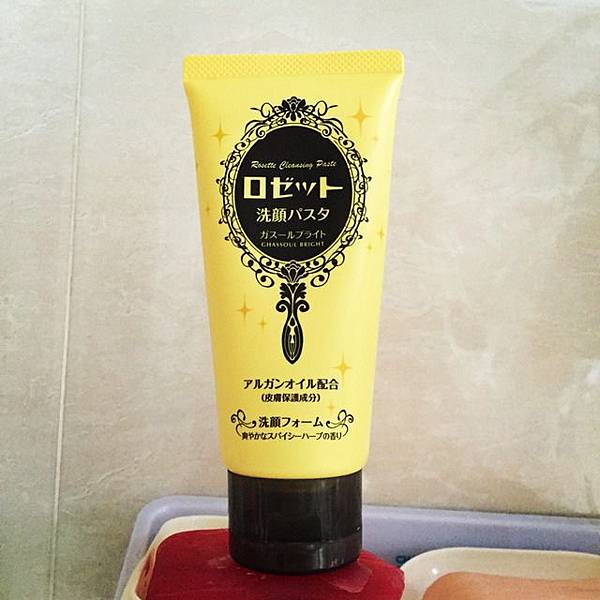 Rosette Cleansing Paste
ロゼット
洗顔パスタ
ガスールブライト
GHASSOUL BRIGHT
アルガンオイル配合
(皮膚保護成分)
洗顔フォーム
爽やかなスパイシーハーブの香り